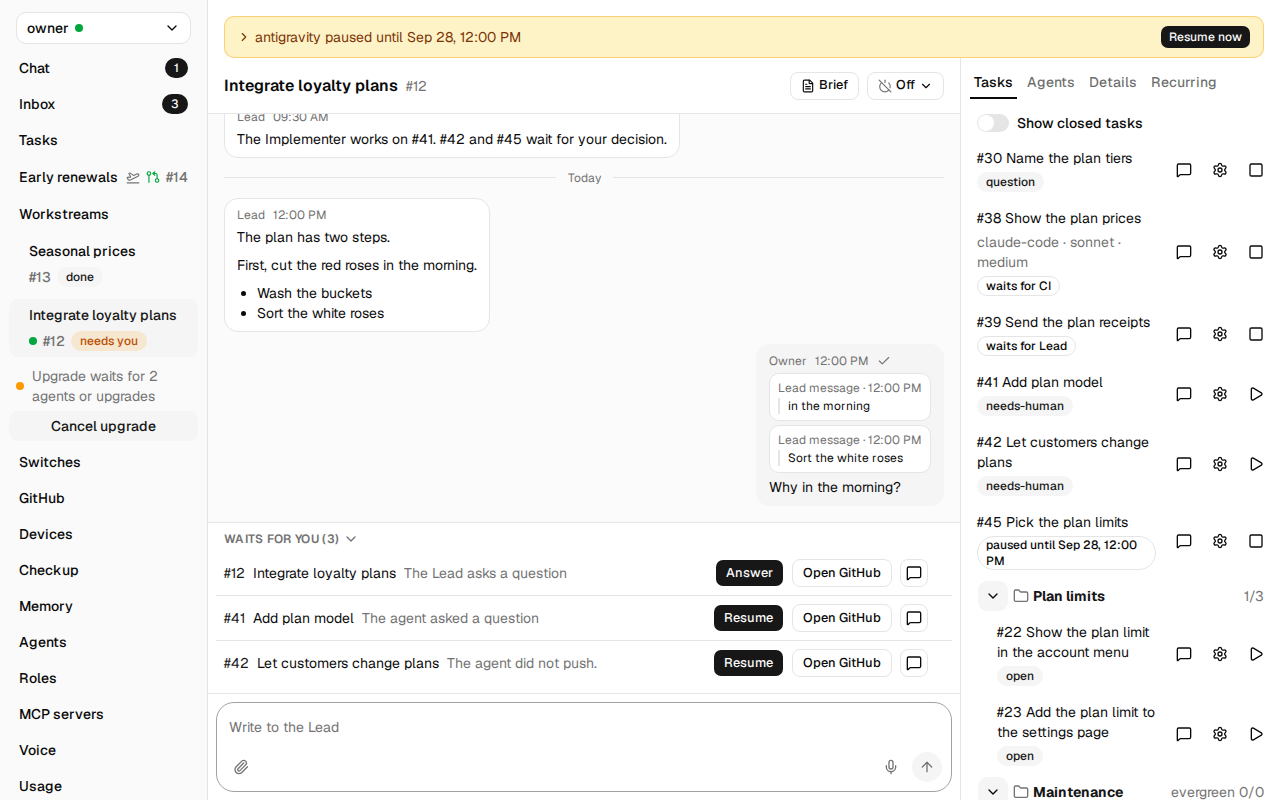 owner
Chat 1
Inbox 3
Tasks
Early renewals #14
Workstreams
Seasonal prices
#13 done
Integrate loyalty plans
#12 needs you
Upgrade waits for 2
agents or upgrades
Cancel upgrade
Switches
GitHub
Devices
Checkup
Memory
Agents
Roles
MCP servers
Voice
Usage
antigravity paused until Sep 28, 12:00 PM
Resume now
Integrate loyalty plans #12
Brief
Off
Lead 09:30 AM
The Implementer works on #41. #42 and #45 wait for your decision.
Today
Lead 12:00 PM
The plan has two steps.
First, cut the red roses in the morning.
• Wash the buckets
• Sort the white roses
Owner 12:00 PM
Lead message · 12:00 PM
in the morning
Lead message · 12:00 PM
Sort the white roses
Why in the morning?
WAITS FOR YOU (3)
#12 Integrate loyalty plans The Lead asks a question Answer Open GitHub
#41 Add plan model The agent asked a question Resume Open GitHub
#42 Let customers change plans The agent did not push. Resume Open GitHub
Write to the Lead
Tasks Agents Details Recurring
Show closed tasks
#30 Name the plan tiers
question
#38 Show the plan prices
claude-code · sonnet ·
medium
waits for CI
#39 Send the plan receipts
waits for Lead
#41 Add plan model
needs-human
#42 Let customers change
plans
needs-human
#45 Pick the plan limits
paused until Sep 28, 12:00
PM
Plan limits 1/3
#22 Show the plan limit
in the account menu
open
#23 Add the plan limit to
the settings page
open
Maintenance evergreen 0/0